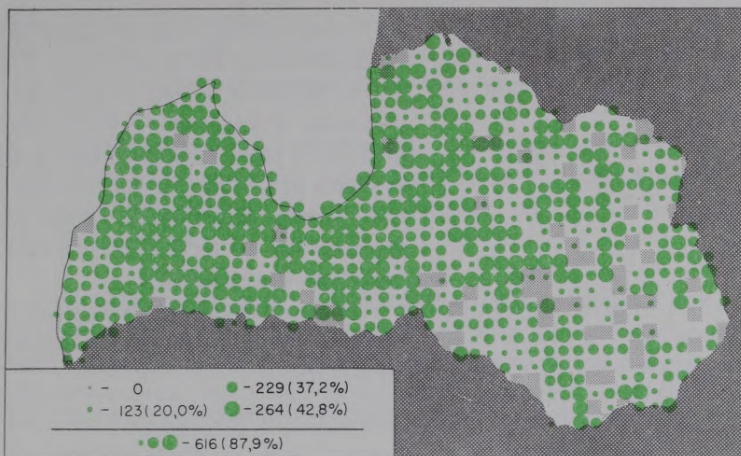 - 0 - 229 (37,2%)
- 123 (20,0%) - 264 (42,8%)
- 616 (87,9%)